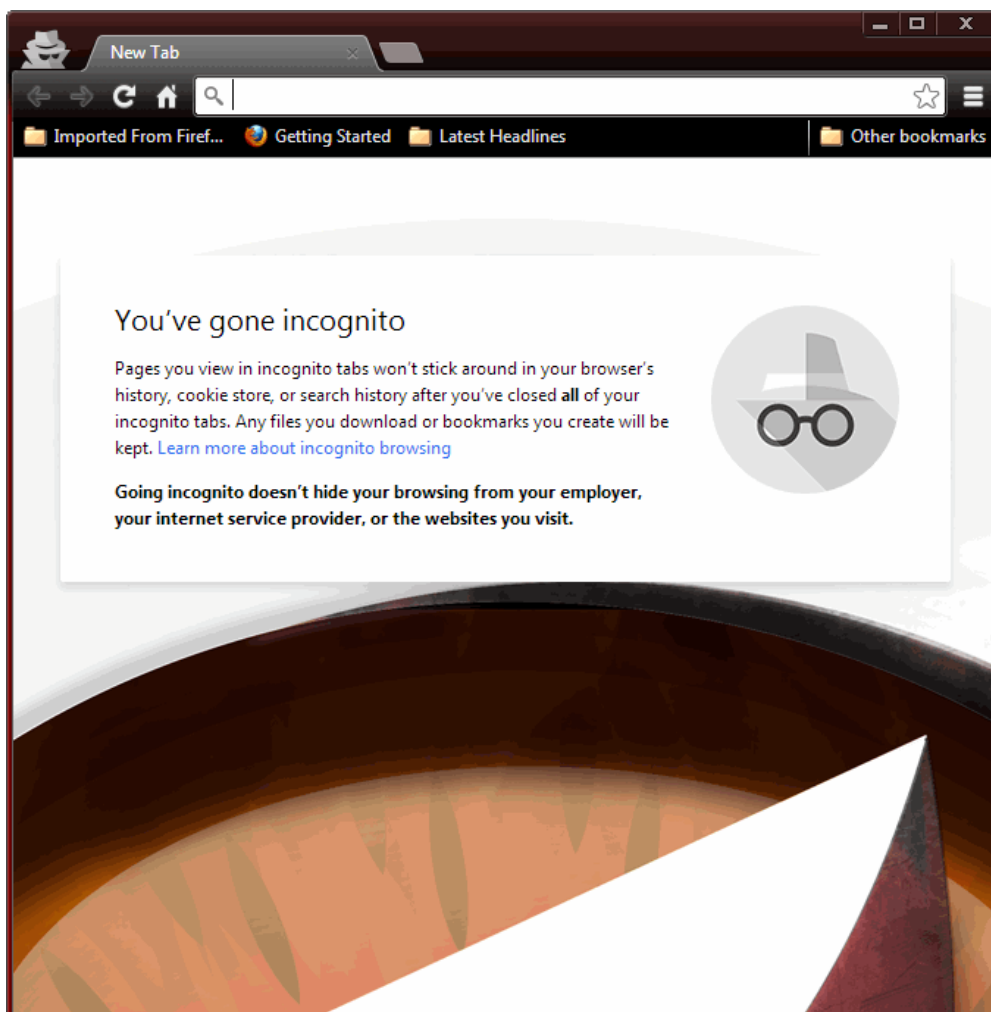 New Tab
Imported From Firef... Getting Started Latest Headlines Other bookmarks
You've gone incognito
Pages you view in incognito tabs won't stick around in your browser's
history, cookie store, or search history after you've closed all of your
incognito tabs. Any files you download or bookmarks you create will be
kept. Learn more about incognito browsing
Going incognito doesn't hide your browsing from your employer,
your internet service provider, or the websites you visit.